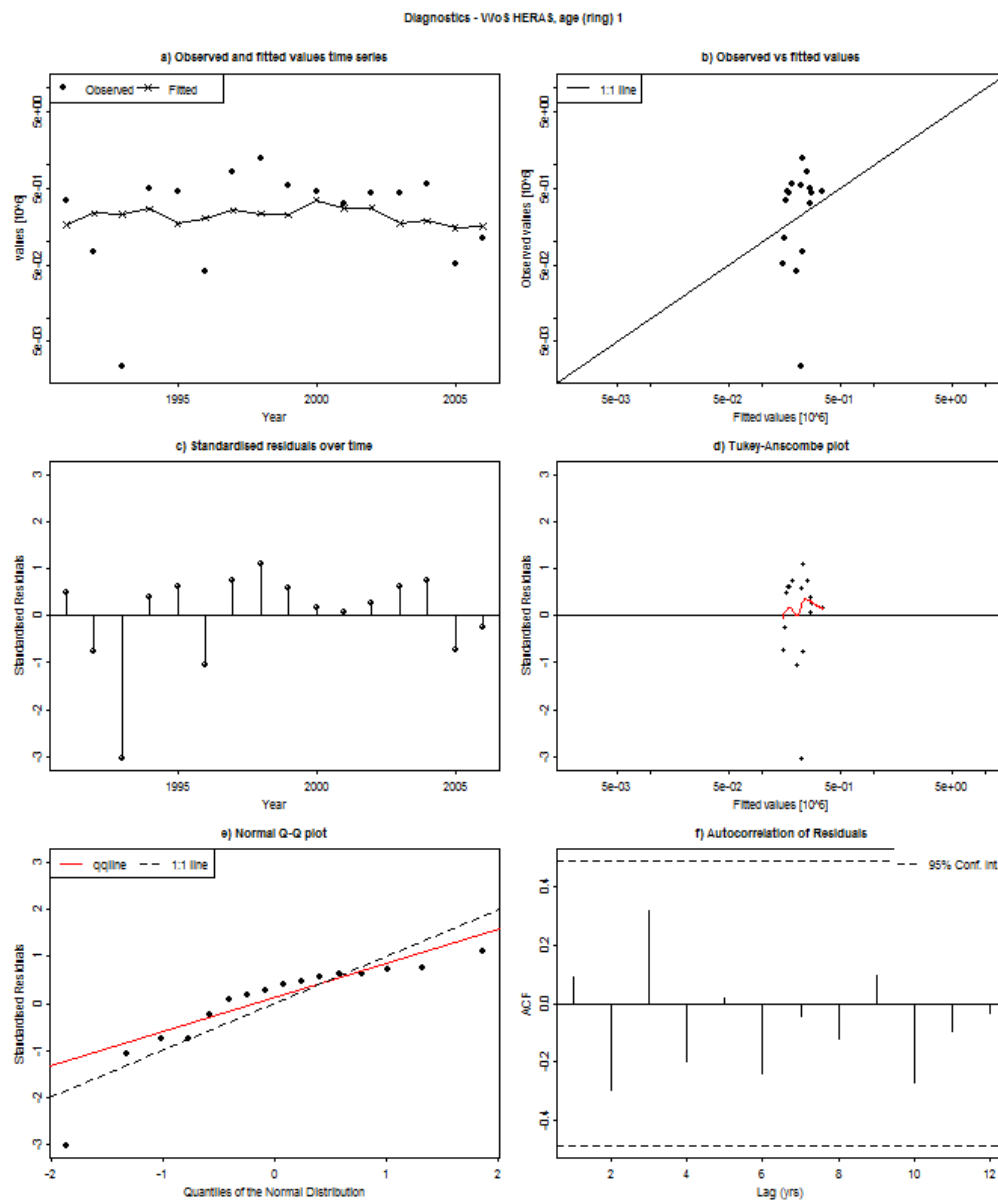 Diagnostics - WoS HERAS, age (ring) 1
a) Observed and fitted values time series
Observed Fitted
values [10^6]
5e+00
5e-01
5e-02
5e-03
1995 2000 2005
Year
b) Observed vs fitted values
1:1 line
Observed values [10^6]
5e+00
5e-01
5e-02
5e-03
5e-03 5e-02 5e-01 5e+00
Fitted values [10^6]
c) Standardised residuals over time
Standardised Residuals
3
2
1
0
-1
-2
-3
1995 2000 2005
Year
d) Tukey-Anscombe plot
Standardised Residuals
3
2
1
0
-1
-2
-3
5e-03 5e-02 5e-01 5e+00
Fitted values [10^6]
e) Normal Q-Q plot
qqline 1:1 line
Standardised Residuals
3
2
1
0
-1
-2
-3
-2 -1 0 1 2
Quantiles of the Normal Distribution
f) Autocorrelation of Residuals
95% Conf. Int
ACF
0.4
0.2
0.0
-0.2
-0.4
2 4 6 8 10 12
Lag (yrs)